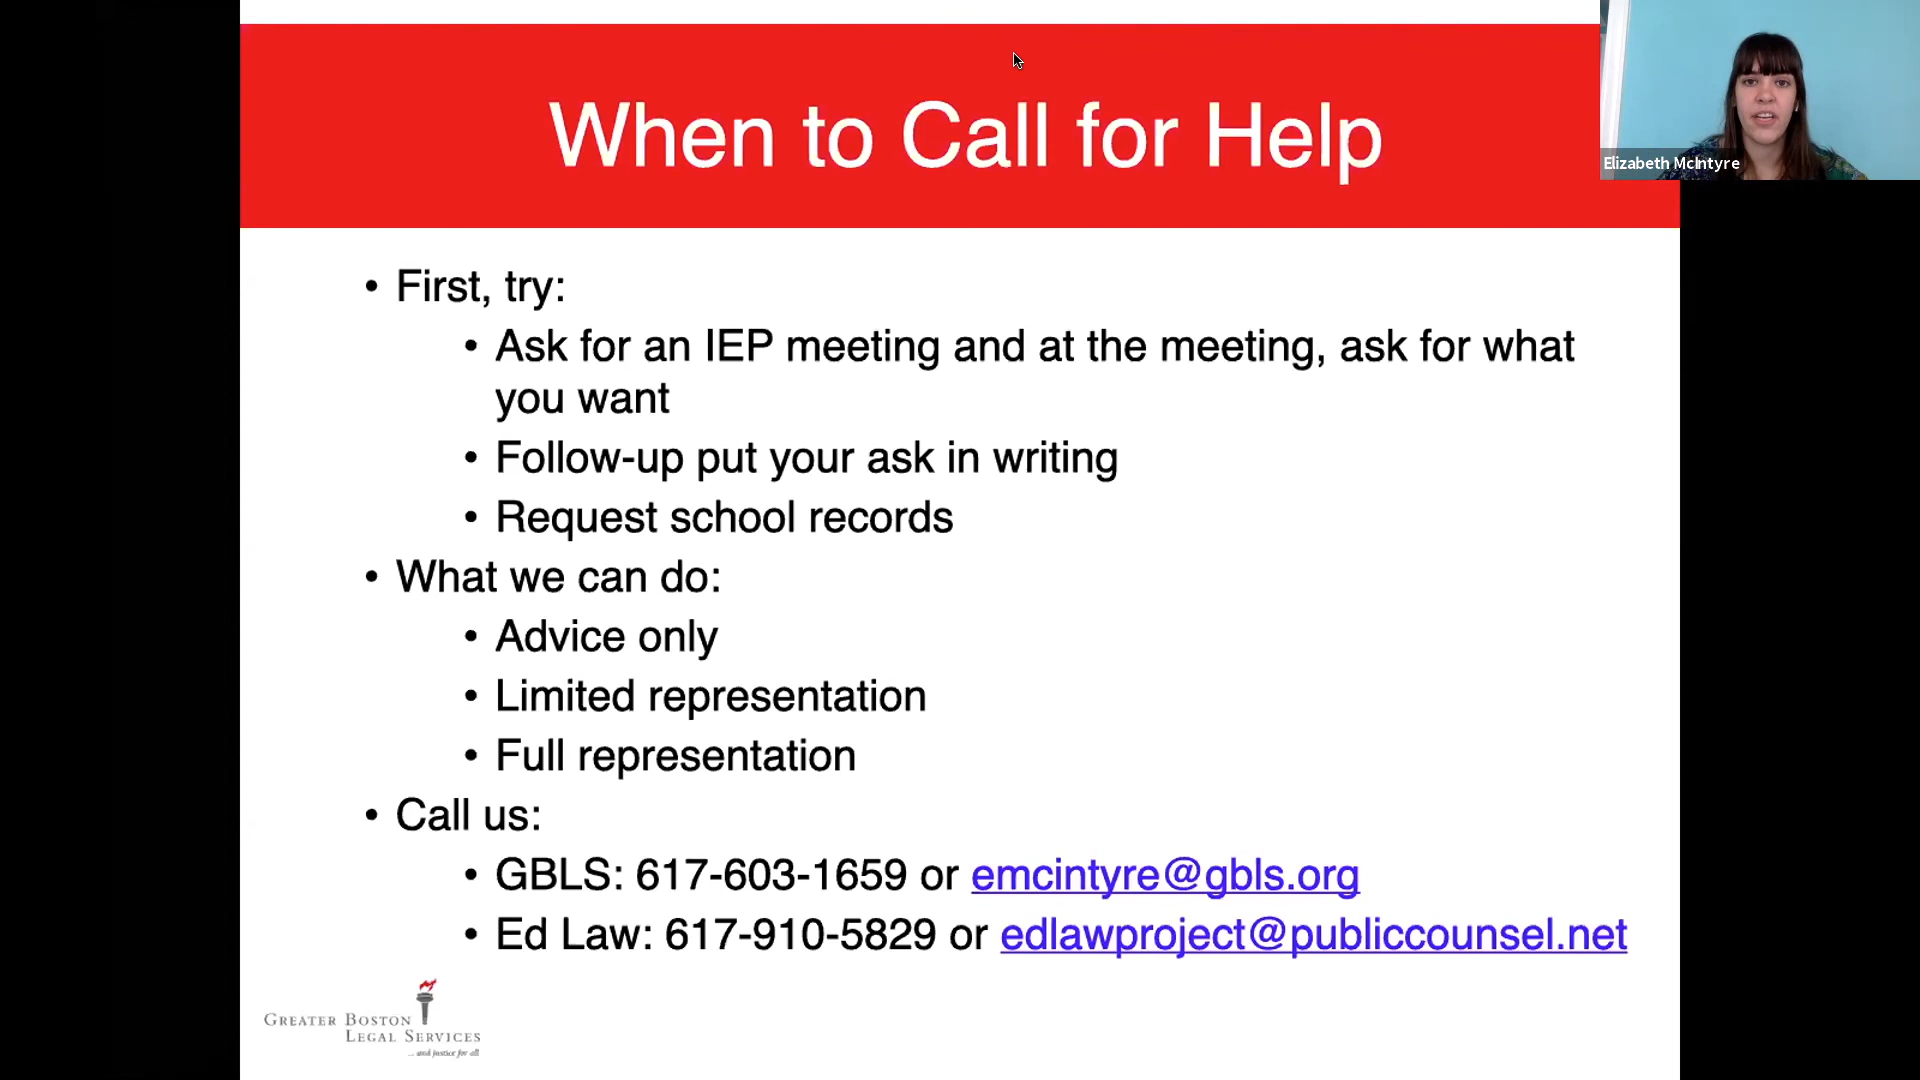 When to Call for Help
Elizabeth McIntyre
• First, try:
• Ask for an IEP meeting and at the meeting, ask for what
you want
• Follow-up put your ask in writing
• Request school records
• What we can do:
• Advice only
• Limited representation
• Full representation
• Call us:
• GBLS: 617-603-1659 or emcintyre@gbls.org
• Ed Law: 617-910-5829 or edlawproject@publiccounsel.net
GREATER BOSTON
LEGAL SERVICES
... and justice for all